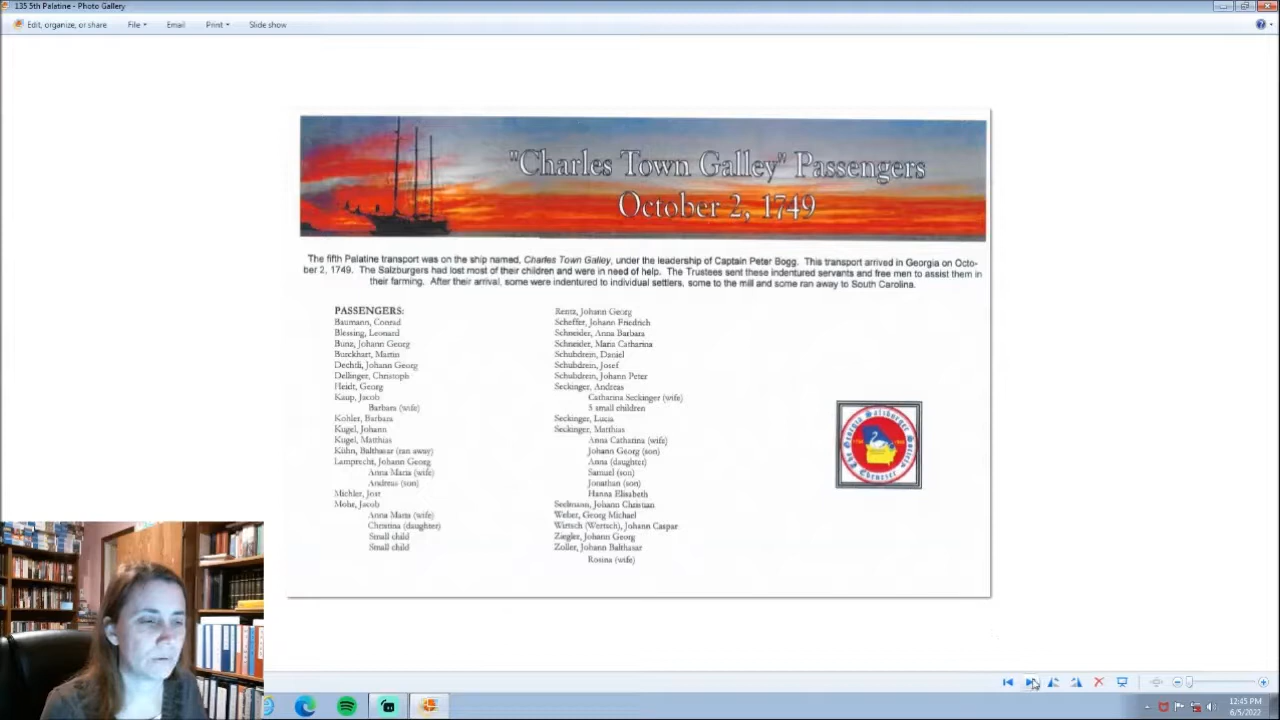 135 5th Palatine - Photo Gallery
Edit, organize, or share
File
Email
Print
Slide show
"Charles Town Galley" Passengers
October 2, 1749
The fifth Palatine transport was on the ship named, Charles Town Galley, under the leadership of Captain Peter Bogg. This transport arrived in Georgia on Octo-
ber 2, 1749. The Salzburgers had lost most of their children and were in need of help. The Trustees sent these indentured servants and free men to assist them in
their farming. After their arrival, some were indentured to individual settlers, some to the mill and some ran away to South Carolina.
PASSENGERS:
Baumann, Conrad
Blessing, Leonard
Bunz, Johann Georg
Burckhart, Martin
Dechtli, Johann Georg
Dellinger, Christoph
Heidt, Georg
Kaup, Jacob
Barbara (wife)
Kohler, Barbara
Kugel, Johann
Kugel, Matthias
Kühn, Balthasar (ran away)
Lamprecht, Johann Georg
Anna Maria (wife)
Andreas (son)
Michler, Jost
Mohr, Jacob
Anna Maria (wife)
Christina (daughter)
Small child
Small child
Rentz, Johann Georg
Scheffer, Johann Friedrich
Schneider, Anna Barbara
Schneider, Maria Catharina
Schubdrein, Daniel
Schubdrein, Josef
Schubdrein, Johann Peter
Seckinger, Andreas
Catharina Seckinger (wife)
5 small children
Seckinger, Lucia
Seckinger, Matthias
Anna Catharina (wife)
Johann Georg (son)
Anna (daughter)
Samuel (son)
Jonathan (son)
Hanna Elisabeth
Seelmann, Johann Christian
Weber, Georg Michael
Wirtsch (Wertsch), Johann Caspar
Ziegler, Johann Georg
Zoller, Johann Balthasar
Rosina (wife)
Georgia Salzburger Society
Ebenezer
12:45 PM
6/5/2022